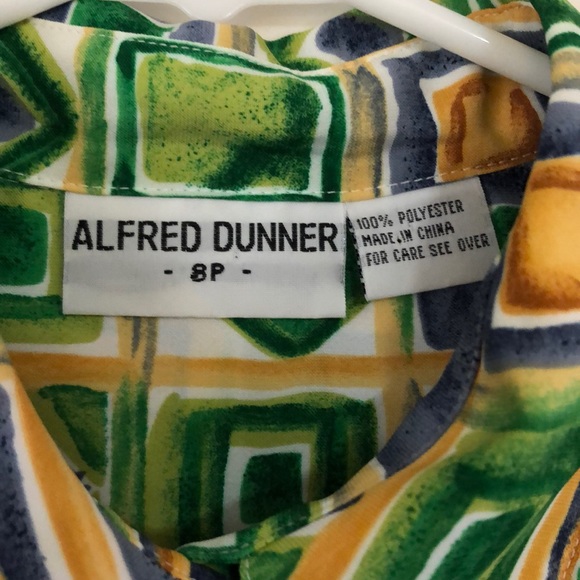 ALFRED DUNNER
- 8P -
100% POLYESTER
MADE IN CHINA
FOR CARE SEE OVER